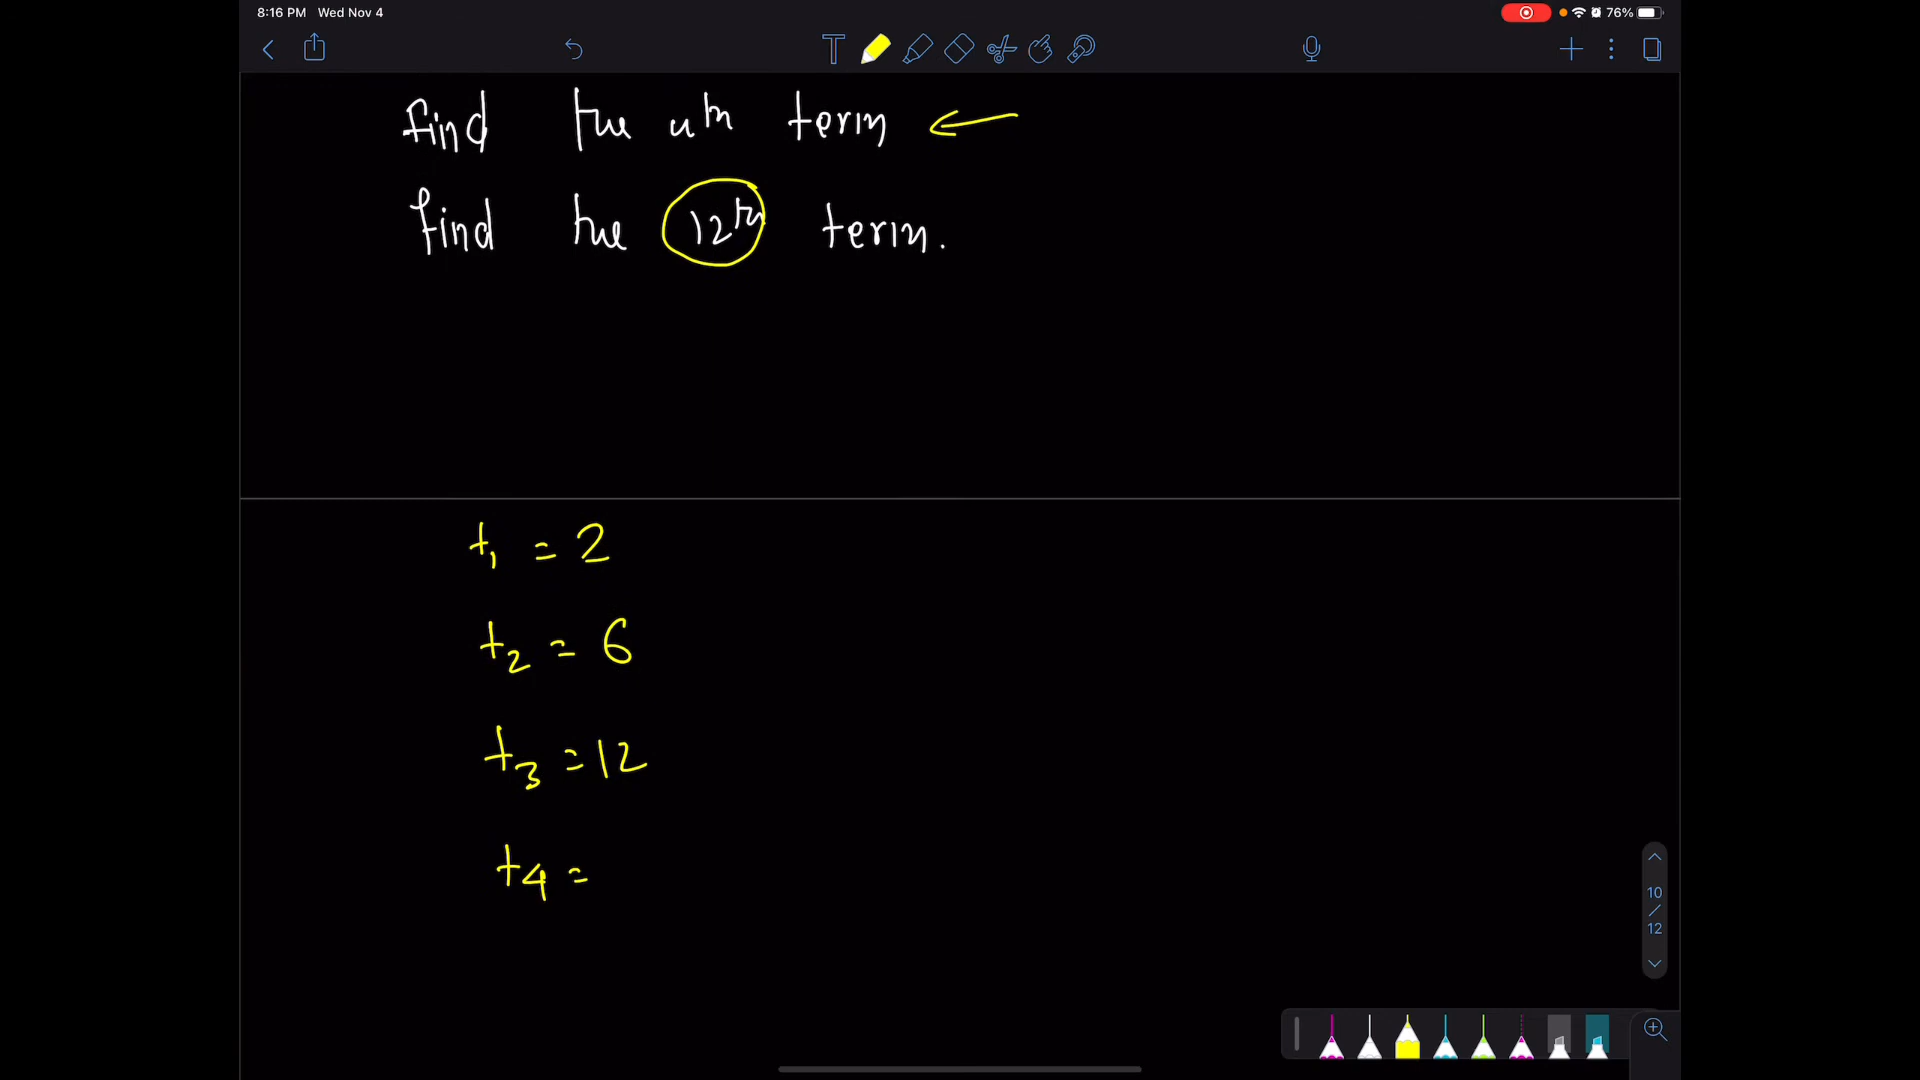 8:16 PM Wed Nov 4
76%
T
find the nth term
find the 12th term.
t1 = 2
t2 = 6
t3 = 12
t4 =
10
/
12